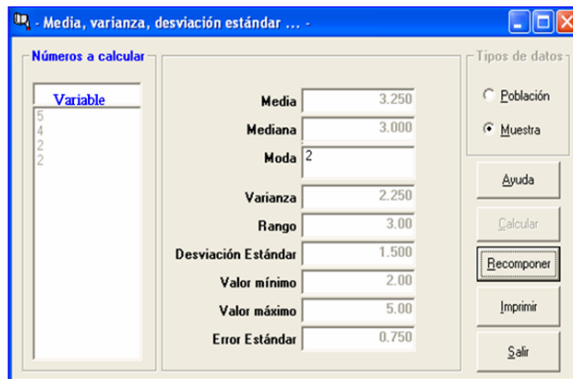 - Media, varianza, desviación estándar ... -
Números a calcular
Variable
5
4
2
2
Media 3.250
Mediana 3.000
Moda 2
Varianza 2.250
Rango 3.00
Desviación Estándar 1.500
Valor mínimo 2.00
Valor máximo 5.00
Error Estándar 0.750
Tipos de datos
Población
Muestra
Ayuda
Calcular
Recomponer
Imprimir
Salir